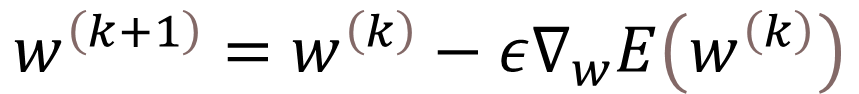 w^(k+1) = w^(k) − ϵ∇_w E(w^(k))